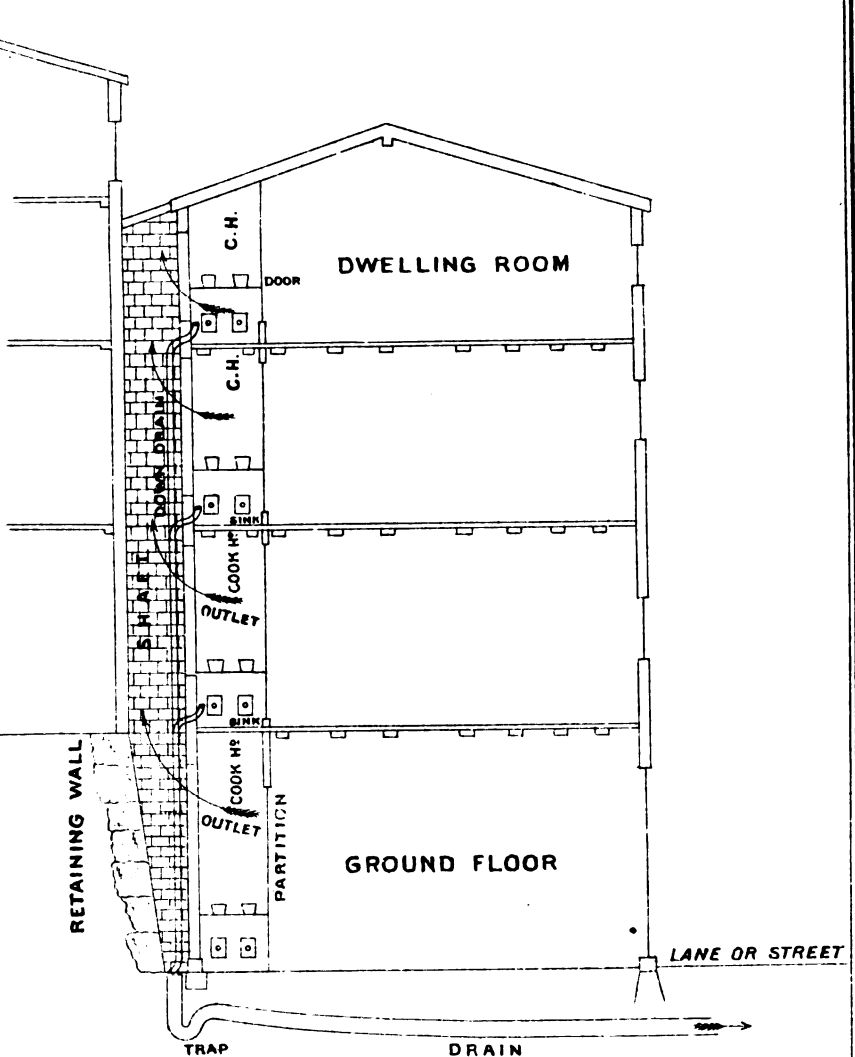 C.H.
DWELLING ROOM
DOOR
C.H.
DOWN DRAIN
SINK
COOK Hº
SHAFT
OUTLET
SINK
COOK Hº
OUTLET
RETAINING WALL
PARTITION
GROUND FLOOR
LANE OR STREET
TRAP
DRAIN